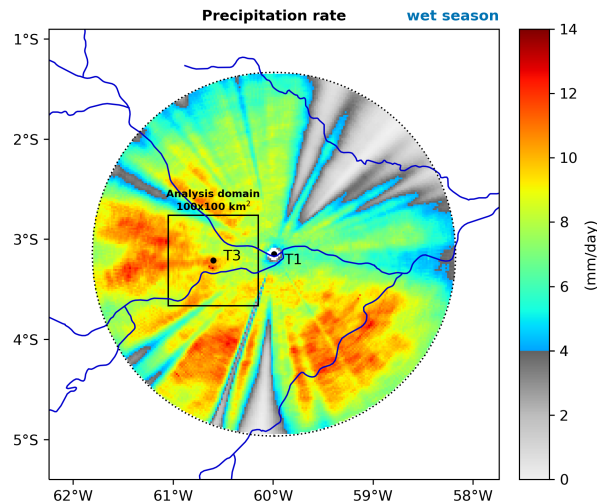 Precipitation rate wet season
1°S
2°S
3°S
4°S
5°S
Analysis domain
100x100 km²
T3
T1
62°W 61°W 60°W 59°W 58°W
14
12
10
8
6
4
2
0
(mm/day)